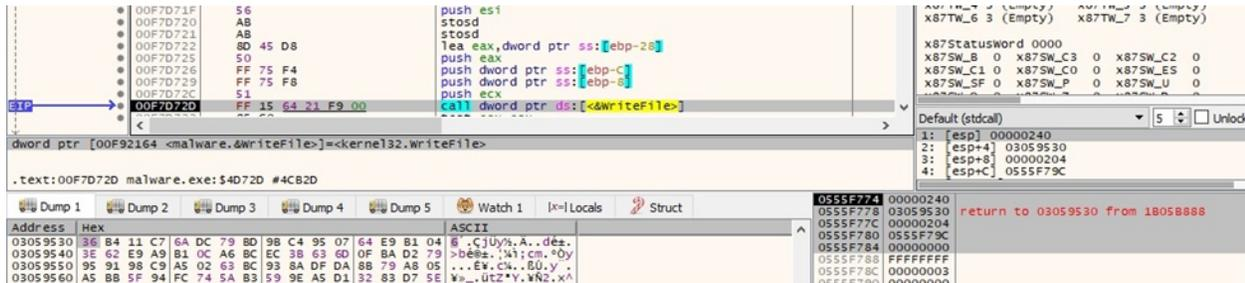 00F7D71F 56 push esi
00F7D720 AB stosd
00F7D721 AB stosd
00F7D722 8D 45 D8 lea eax,dword ptr ss:[ebp-28]
00F7D725 50 push eax
00F7D726 FF 75 F4 push dword ptr ss:[ebp-C]
00F7D729 FF 75 F8 push dword ptr ss:[ebp-8]
00F7D72C 51 push ecx
EIP 00F7D72D FF 15 64 21 F9 00 call dword ptr ds:[<&WriteFile>]
dword ptr [00F92164 <malware.&WriteFile>]=<kernel32.WriteFile>
.text:00F7D72D malware.exe:$4D72D #4CB2D
x87TW_6 3 (Empty) x87TW_7 3 (Empty)
x87StatusWord 0000
x87SW_B 0 x87SW_C3 0 x87SW_C2 0
x87SW_C1 0 x87SW_C0 0 x87SW_ES 0
x87SW_SF 0 x87SW_P 0 x87SW_U 0
Default (stdcall) 5 Unlock
1: [esp] 00000240
2: [esp+4] 03059530
3: [esp+8] 00000204
4: [esp+C] 0555F79C
Dump 1 Dump 2 Dump 3 Dump 4 Dump 5 Watch 1 [x=] Locals Struct
Address Hex ASCII
03059530 36 B4 11 C7 6A DC 79 BD 9B C4 95 07 64 E9 B1 04
03059540 3E 62 E9 A9 B1 0C A6 BC EC 3B 63 6D 0F BA D2 79
03059550 95 91 98 C9 A5 02 63 BC 93 8A DF DA 8B 79 A8 05
03059560 A5 BB 5F 94 FC 74 5A B3 59 9E A5 D1 32 83 D7 5E
0555F774 00000240
0555F778 03059530 return to 03059530 from 1B05B888
0555F77C 00000204
0555F780 0555F79C
0555F784 00000000
0555F788 FFFFFFFF
0555F78C 00000003